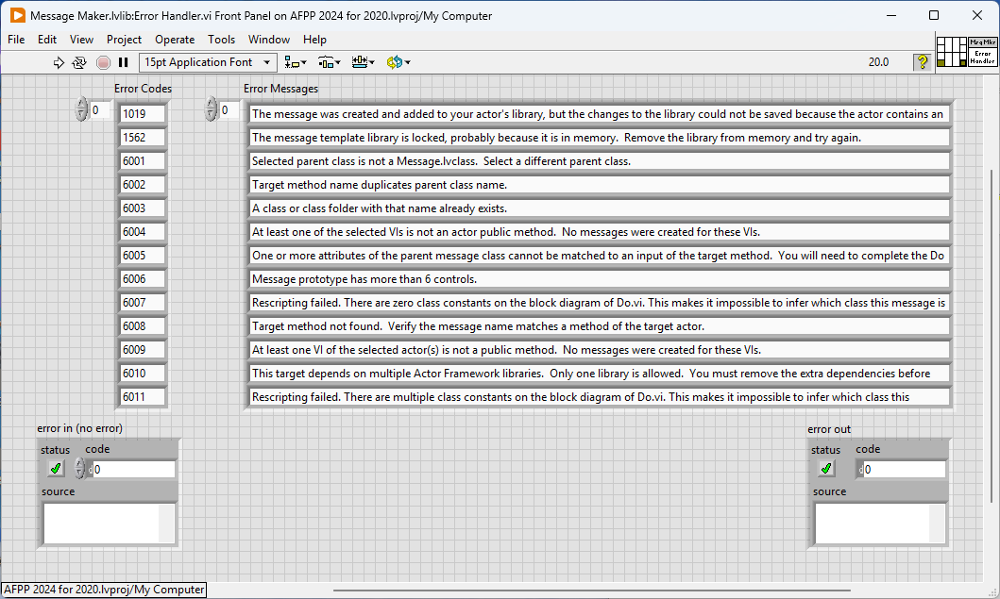 Message Maker.lvlib:Error Handler.vi Front Panel on AFPP 2024 for 2020.lvproj/My Computer
File Edit View Project Operate Tools Window Help
15pt Application Font
20.0
?
Msg Mkr
Error
Handler
Error Codes
Error Messages
0
0
1019
The message was created and added to your actor's library, but the changes to the library could not be saved because the actor contains an
1562
The message template library is locked, probably because it is in memory.  Remove the library from memory and try again.
6001
Selected parent class is not a Message.lvclass.  Select a different parent class.
6002
Target method name duplicates parent class name.
6003
A class or class folder with that name already exists.
6004
At least one of the selected VIs is not an actor public method.  No messages were created for these VIs.
6005
One or more attributes of the parent message class cannot be matched to an input of the target method.  You will need to complete the Do
6006
Message prototype has more than 6 controls.
6007
Rescripting failed. There are zero class constants on the block diagram of Do.vi. This makes it impossible to infer which class this message is
6008
Target method not found.  Verify the message name matches a method of the target actor.
6009
At least one VI of the selected actor(s) is not a public method.  No messages were created for these VIs.
6010
This target depends on multiple Actor Framework libraries.  Only one library is allowed.  You must remove the extra dependencies before
6011
Rescripting failed. There are multiple class constants on the block diagram of Do.vi. This makes it impossible to infer which class this
error in (no error)
status code
d0
source
error out
status code
d0
source
AFPP 2024 for 2020.lvproj/My Computer